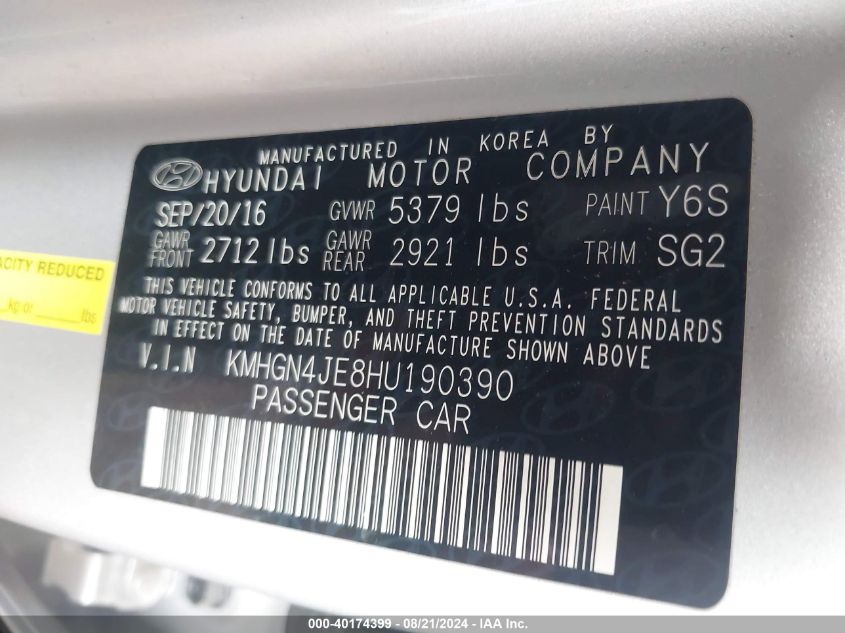 MANUFACTURED IN KOREA BY
HYUNDAI MOTOR COMPANY
SEP/20/16 GVWR 5379 lbs PAINT Y6S
GAWR FRONT 2712 lbs GAWR REAR 2921 lbs TRIM SG2
THIS VEHICLE CONFORMS TO ALL APPLICABLE U.S.A. FEDERAL
MOTOR VEHICLE SAFETY, BUMPER, AND THEFT PREVENTION STANDARDS
IN EFFECT ON THE DATE OF MANUFACTURE SHOWN ABOVE
V.I.N KMHGN4JE8HU190390
PASSENGER CAR
ACITY REDUCED
kg or ______ lbs
000-40174399 - 08/21/2024 - IAA Inc.